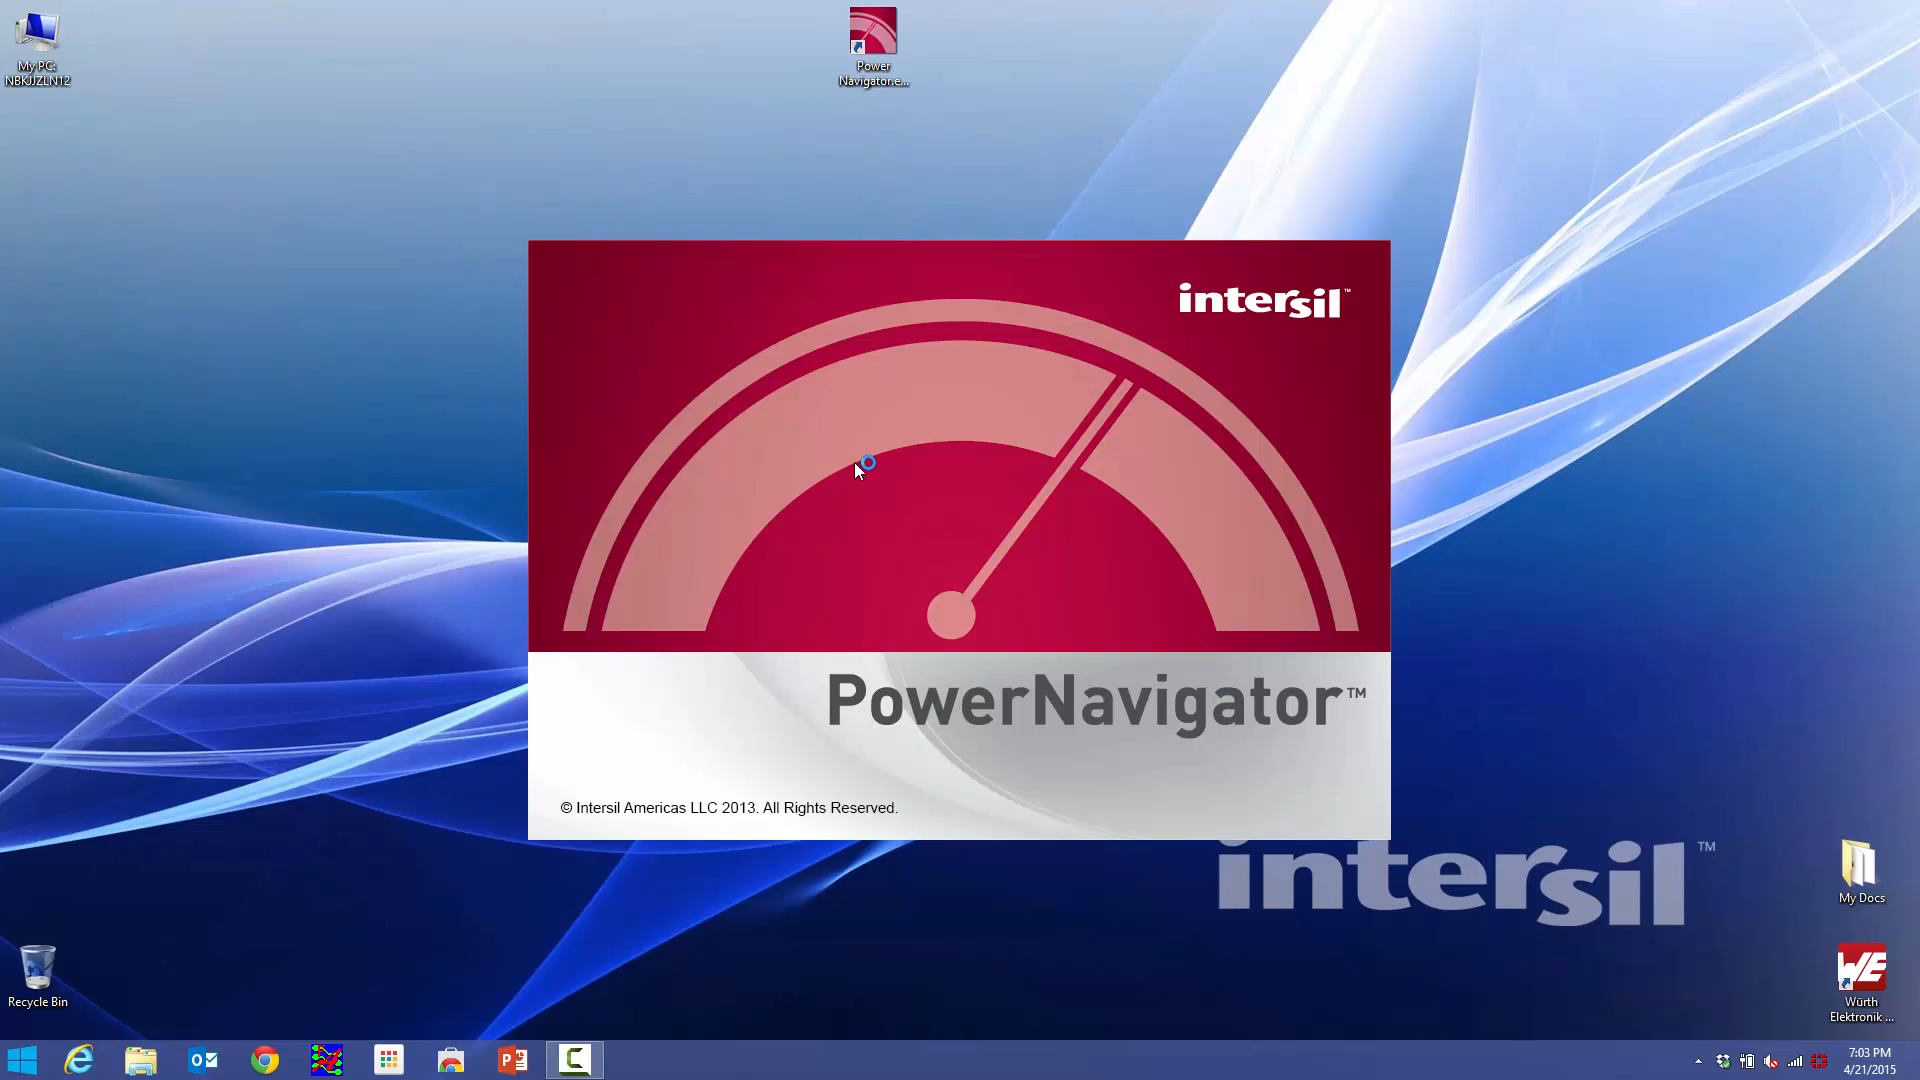 My PC:
NBKJJZLN12
Power
Navigator.e...
intersil™
PowerNavigator™
© Intersil Americas LLC 2013. All Rights Reserved.
intersil™
My Docs
Recycle Bin
WE
Würth
Elektronik ...
7:03 PM
4/21/2015